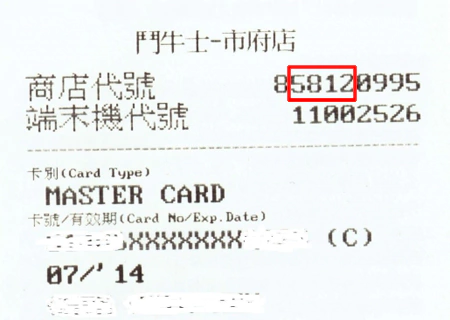 鬥牛士-市府店
商店代號 858120995
端末機代號 11002526
卡別(Card Type)
MASTER CARD
卡號/有效期(Card No/Exp.Date)
XXXXXXX (C)
07/'14